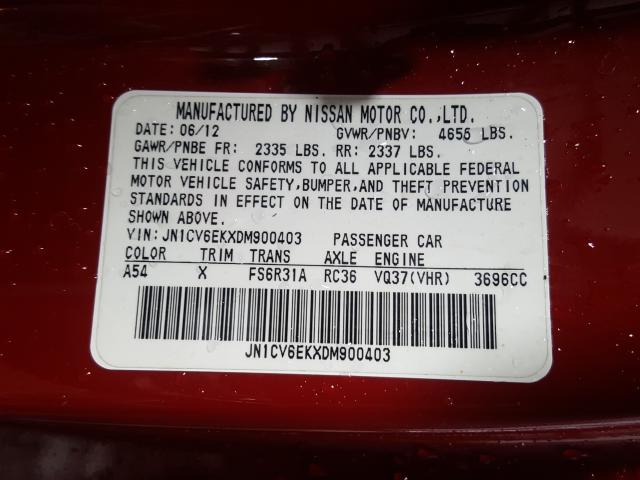 MANUFACTURED BY NISSAN MOTOR CO.,LTD.
DATE: 06/12 GVWR/PNBV: 4656 LBS.
GAWR/PNBE FR: 2335 LBS. RR: 2337 LBS.
THIS VEHICLE CONFORMS TO ALL APPLICABLE FEDERAL
MOTOR VEHICLE SAFETY,BUMPER,AND THEFT PREVENTION
STANDARDS IN EFFECT ON THE DATE OF MANUFACTURE
SHOWN ABOVE.
VIN: JN1CV6EKXDM900403 PASSENGER CAR
COLOR TRIM TRANS AXLE ENGINE
A54 X FS6R31A RC36 VQ37(VHR) 3696CC
JN1CV6EKXDM900403